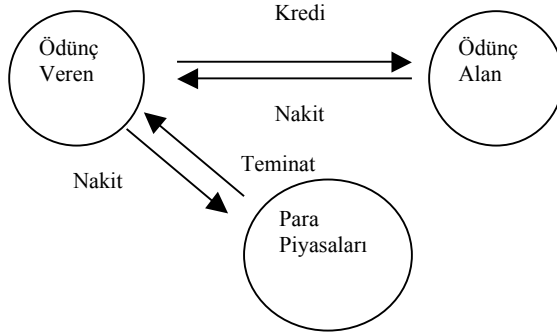 Kredi
Ödünç
Veren
Ödünç
Alan
Nakit
Teminat
Nakit
Para
Piyasaları